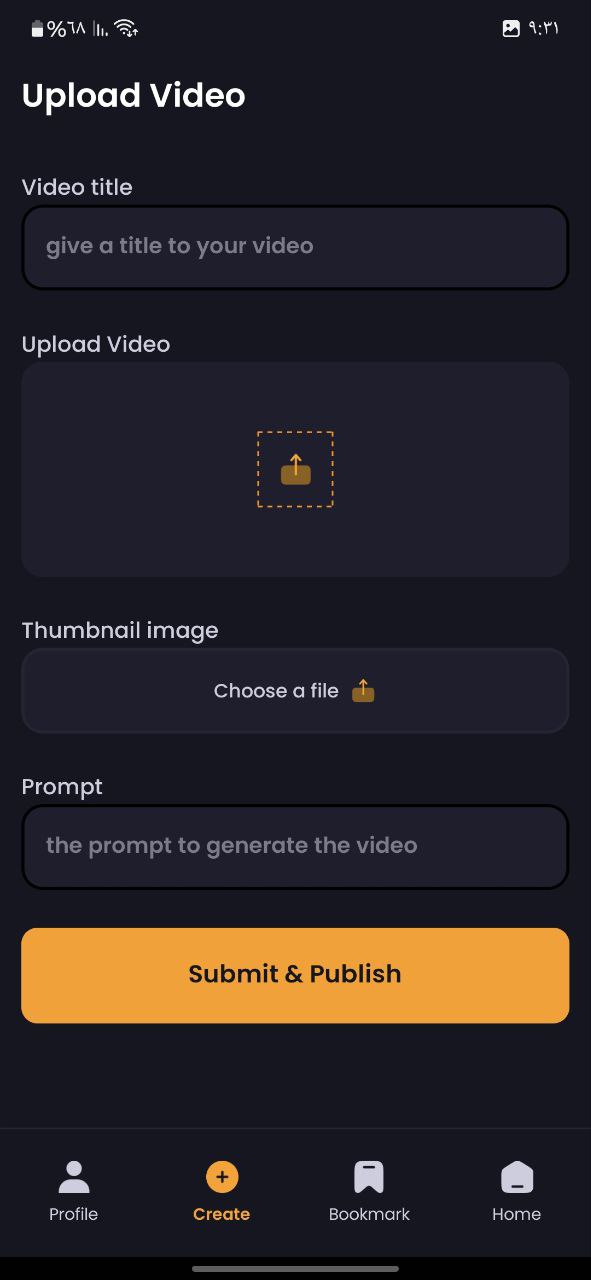 %٦٨
٩:٣١
Upload Video
Video title
give a title to your video
Upload Video
Thumbnail image
Choose a file
Prompt
the prompt to generate the video
Submit & Publish
Profile
Create
Bookmark
Home